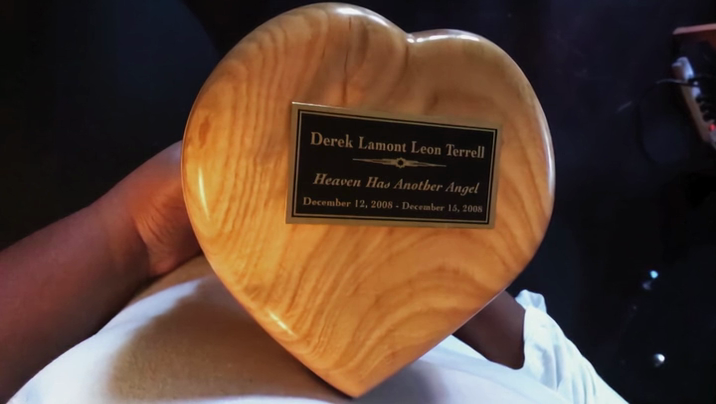 Derek Lamont Leon Terrell
Heaven Has Another Angel
December 12, 2008 - December 15, 2008